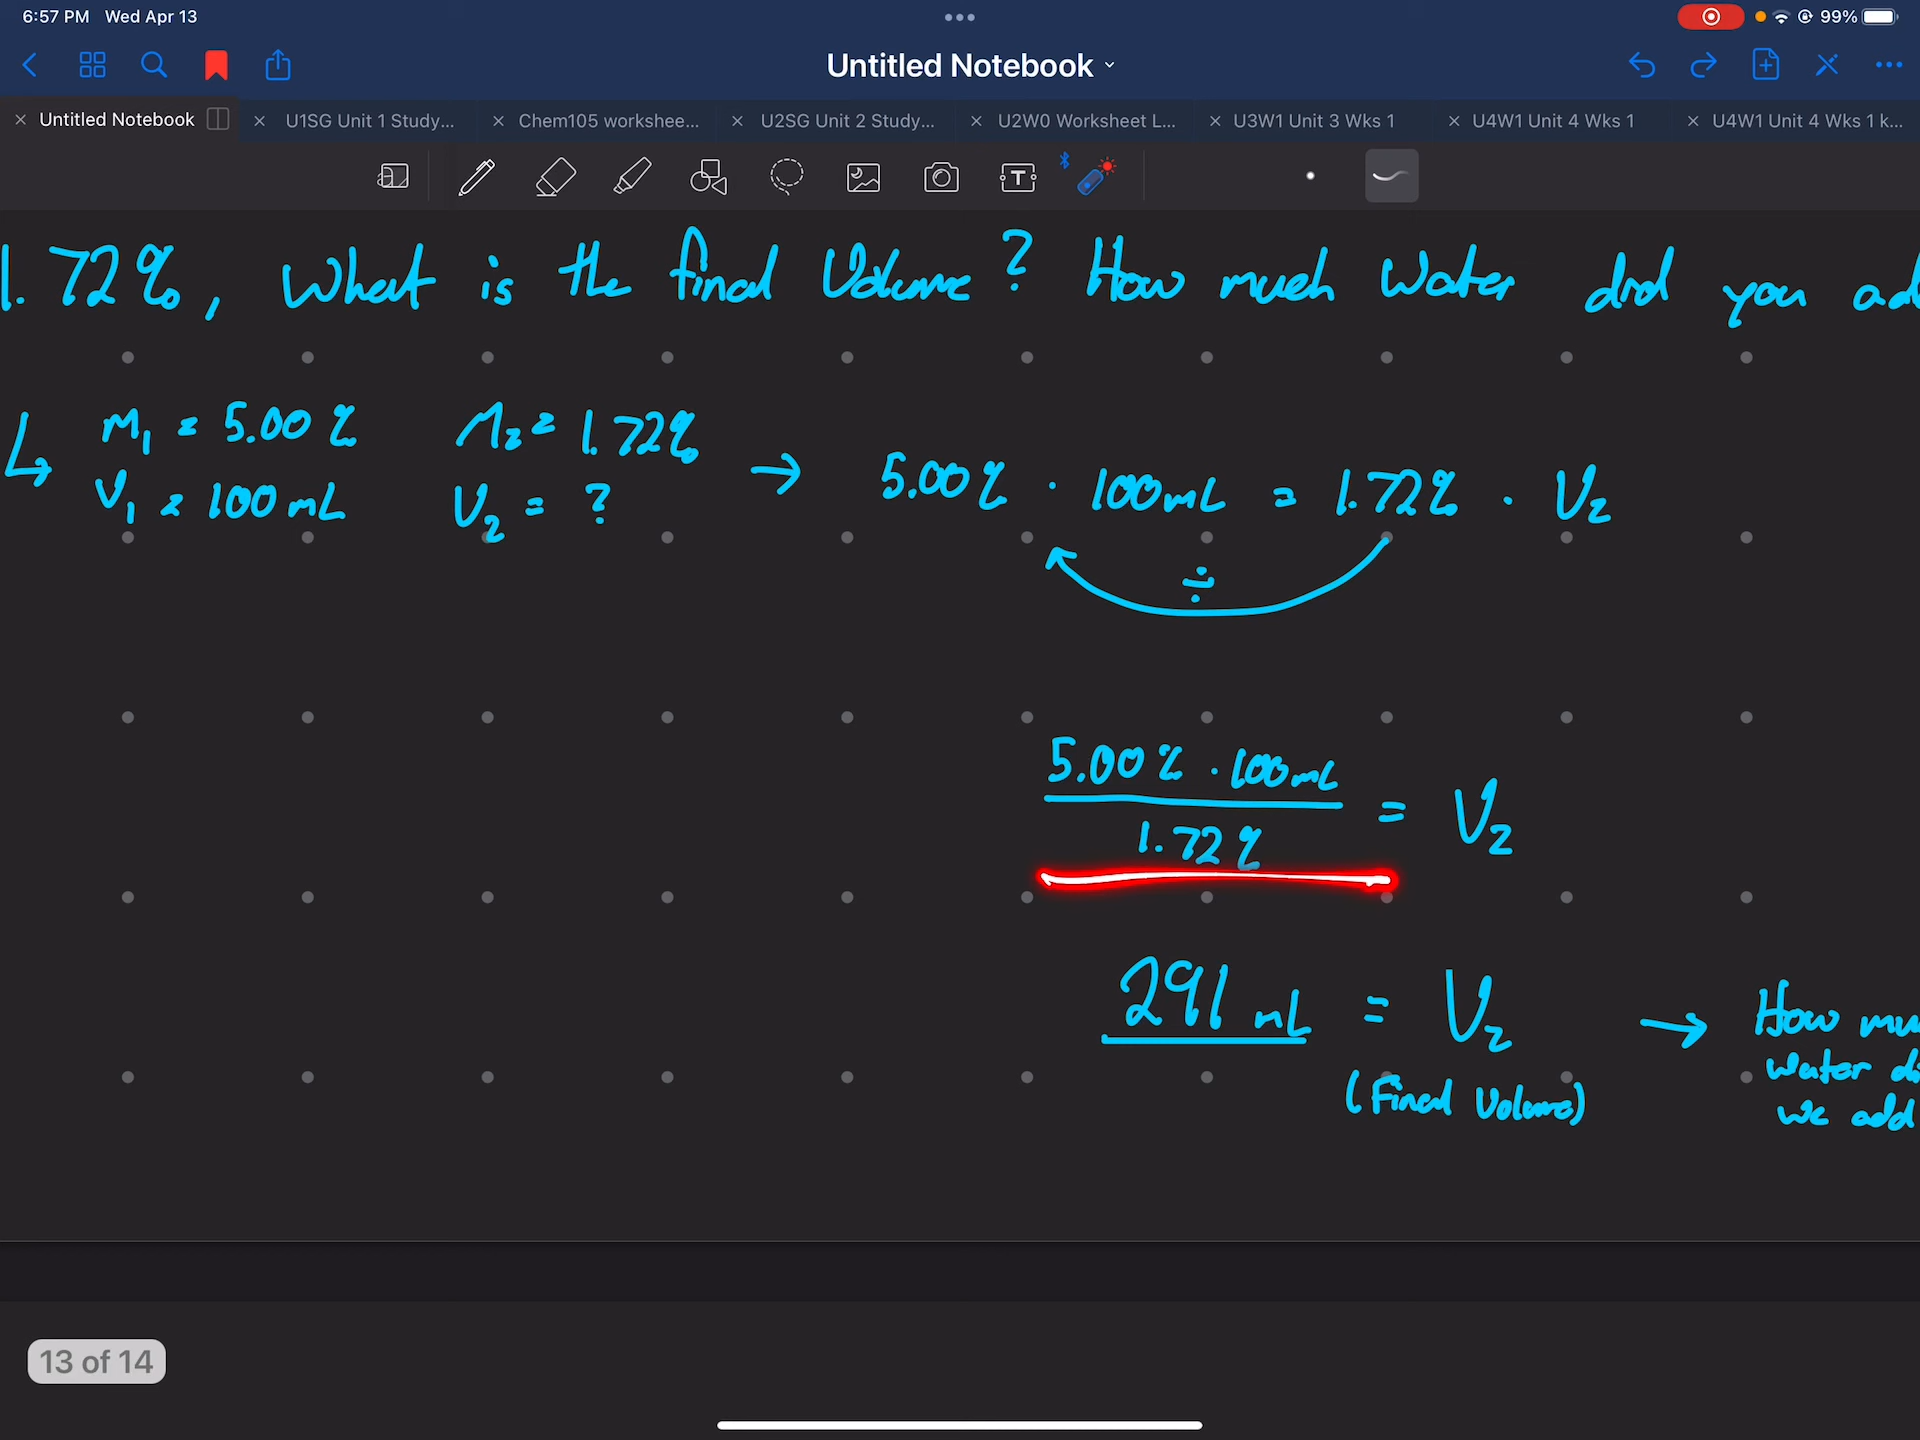 6:57 PM Wed Apr 13
99%
Untitled Notebook
Untitled Notebook
U1SG Unit 1 Study...
Chem105 workshee...
U2SG Unit 2 Study...
U2W0 Worksheet L...
U3W1 Unit 3 Wks 1
U4W1 Unit 4 Wks 1
U4W1 Unit 4 Wks 1 k...
1.72%, What is the final Volume? How much Water did you ad
M₁ = 5.00 % M₂ = 1.72%
V₁ = 100 mL V₂ = ?
→ 5.00% · 100mL = 1.72% · V₂
÷
5.00% · 100mL
1.72%
= V₂
291 mL = V₂ → How mu
(Final Volume)
water di
we add
13 of 14